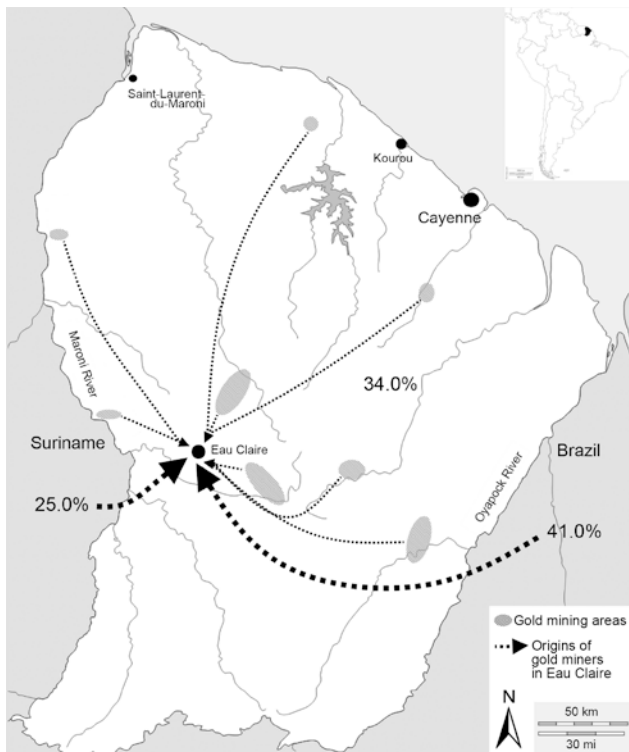 Saint-Laurent-
du-Maroni
Kourou
Cayenne
Maroni River
34.0%
Suriname
Eau Claire
Brazil
Oyapock River
25.0%
41.0%
Gold mining areas
Origins of
gold miners
in Eau Claire
N
50 km
30 mi